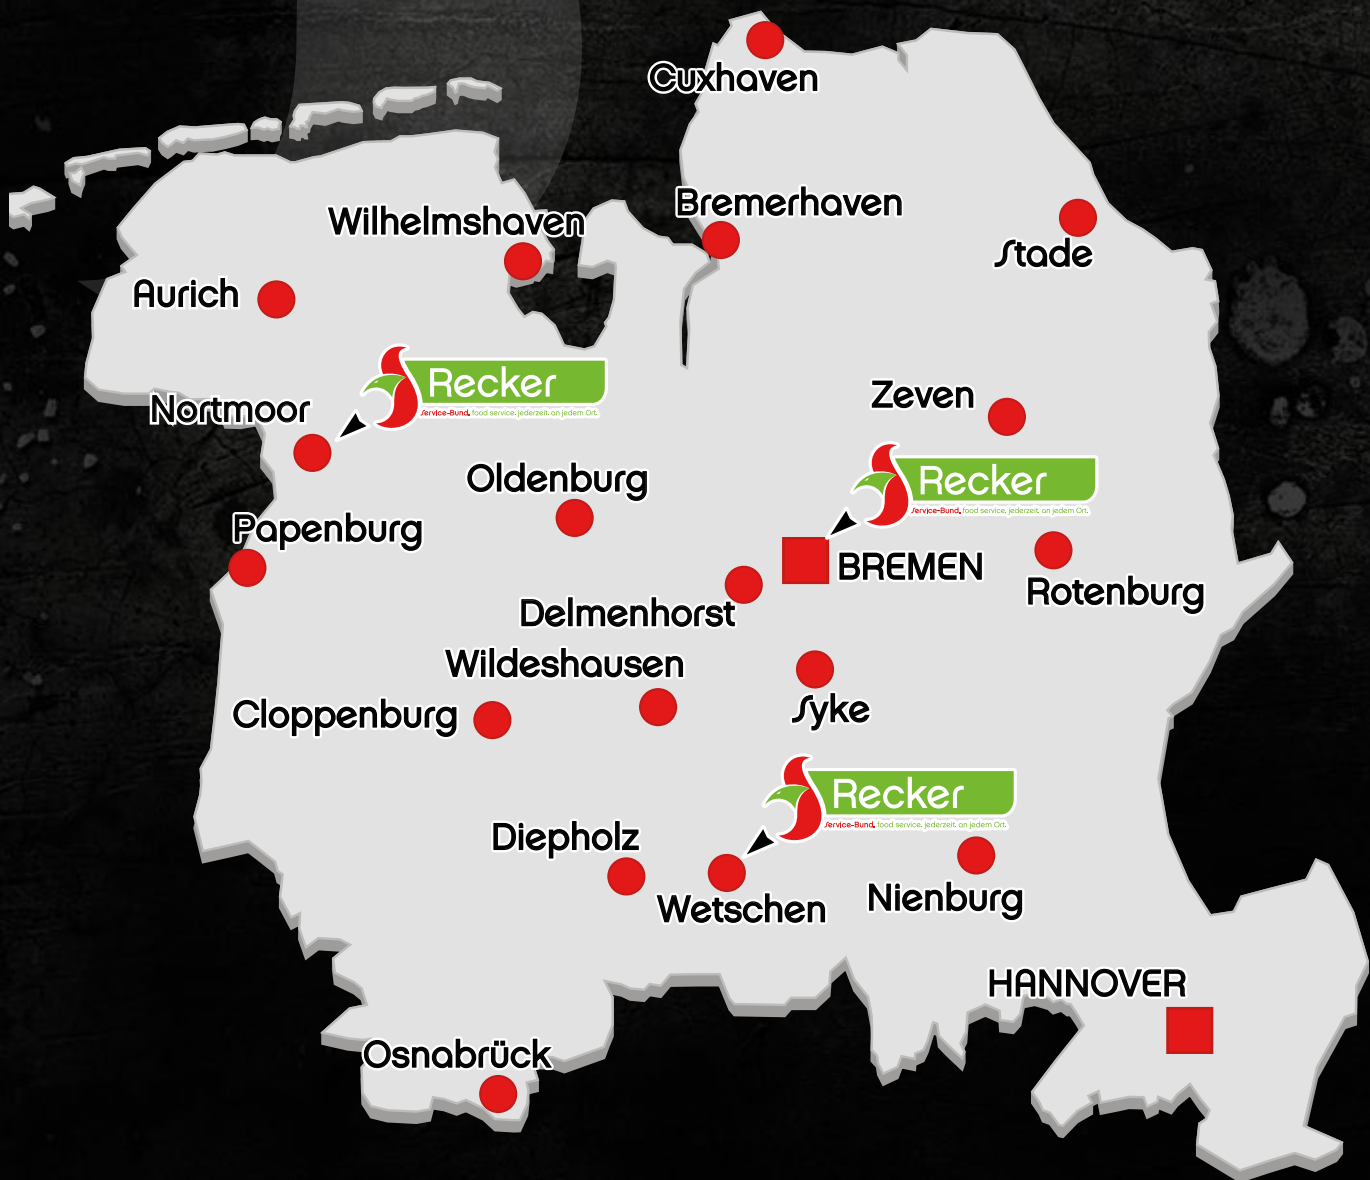 Cuxhaven
Bremerhaven
Wilhelmshaven
Stade
Aurich
Recker
Service-Bund. food service. jederzeit. an jedem Ort.
Nortmoor
Zeven
Oldenburg
Recker
Service-Bund. food service. jederzeit. an jedem Ort.
Papenburg
BREMEN
Rotenburg
Delmenhorst
Wildeshausen
Cloppenburg
Syke
Recker
Service-Bund. food service. jederzeit. an jedem Ort.
Diepholz
Wetschen
Nienburg
HANNOVER
Osnabrück